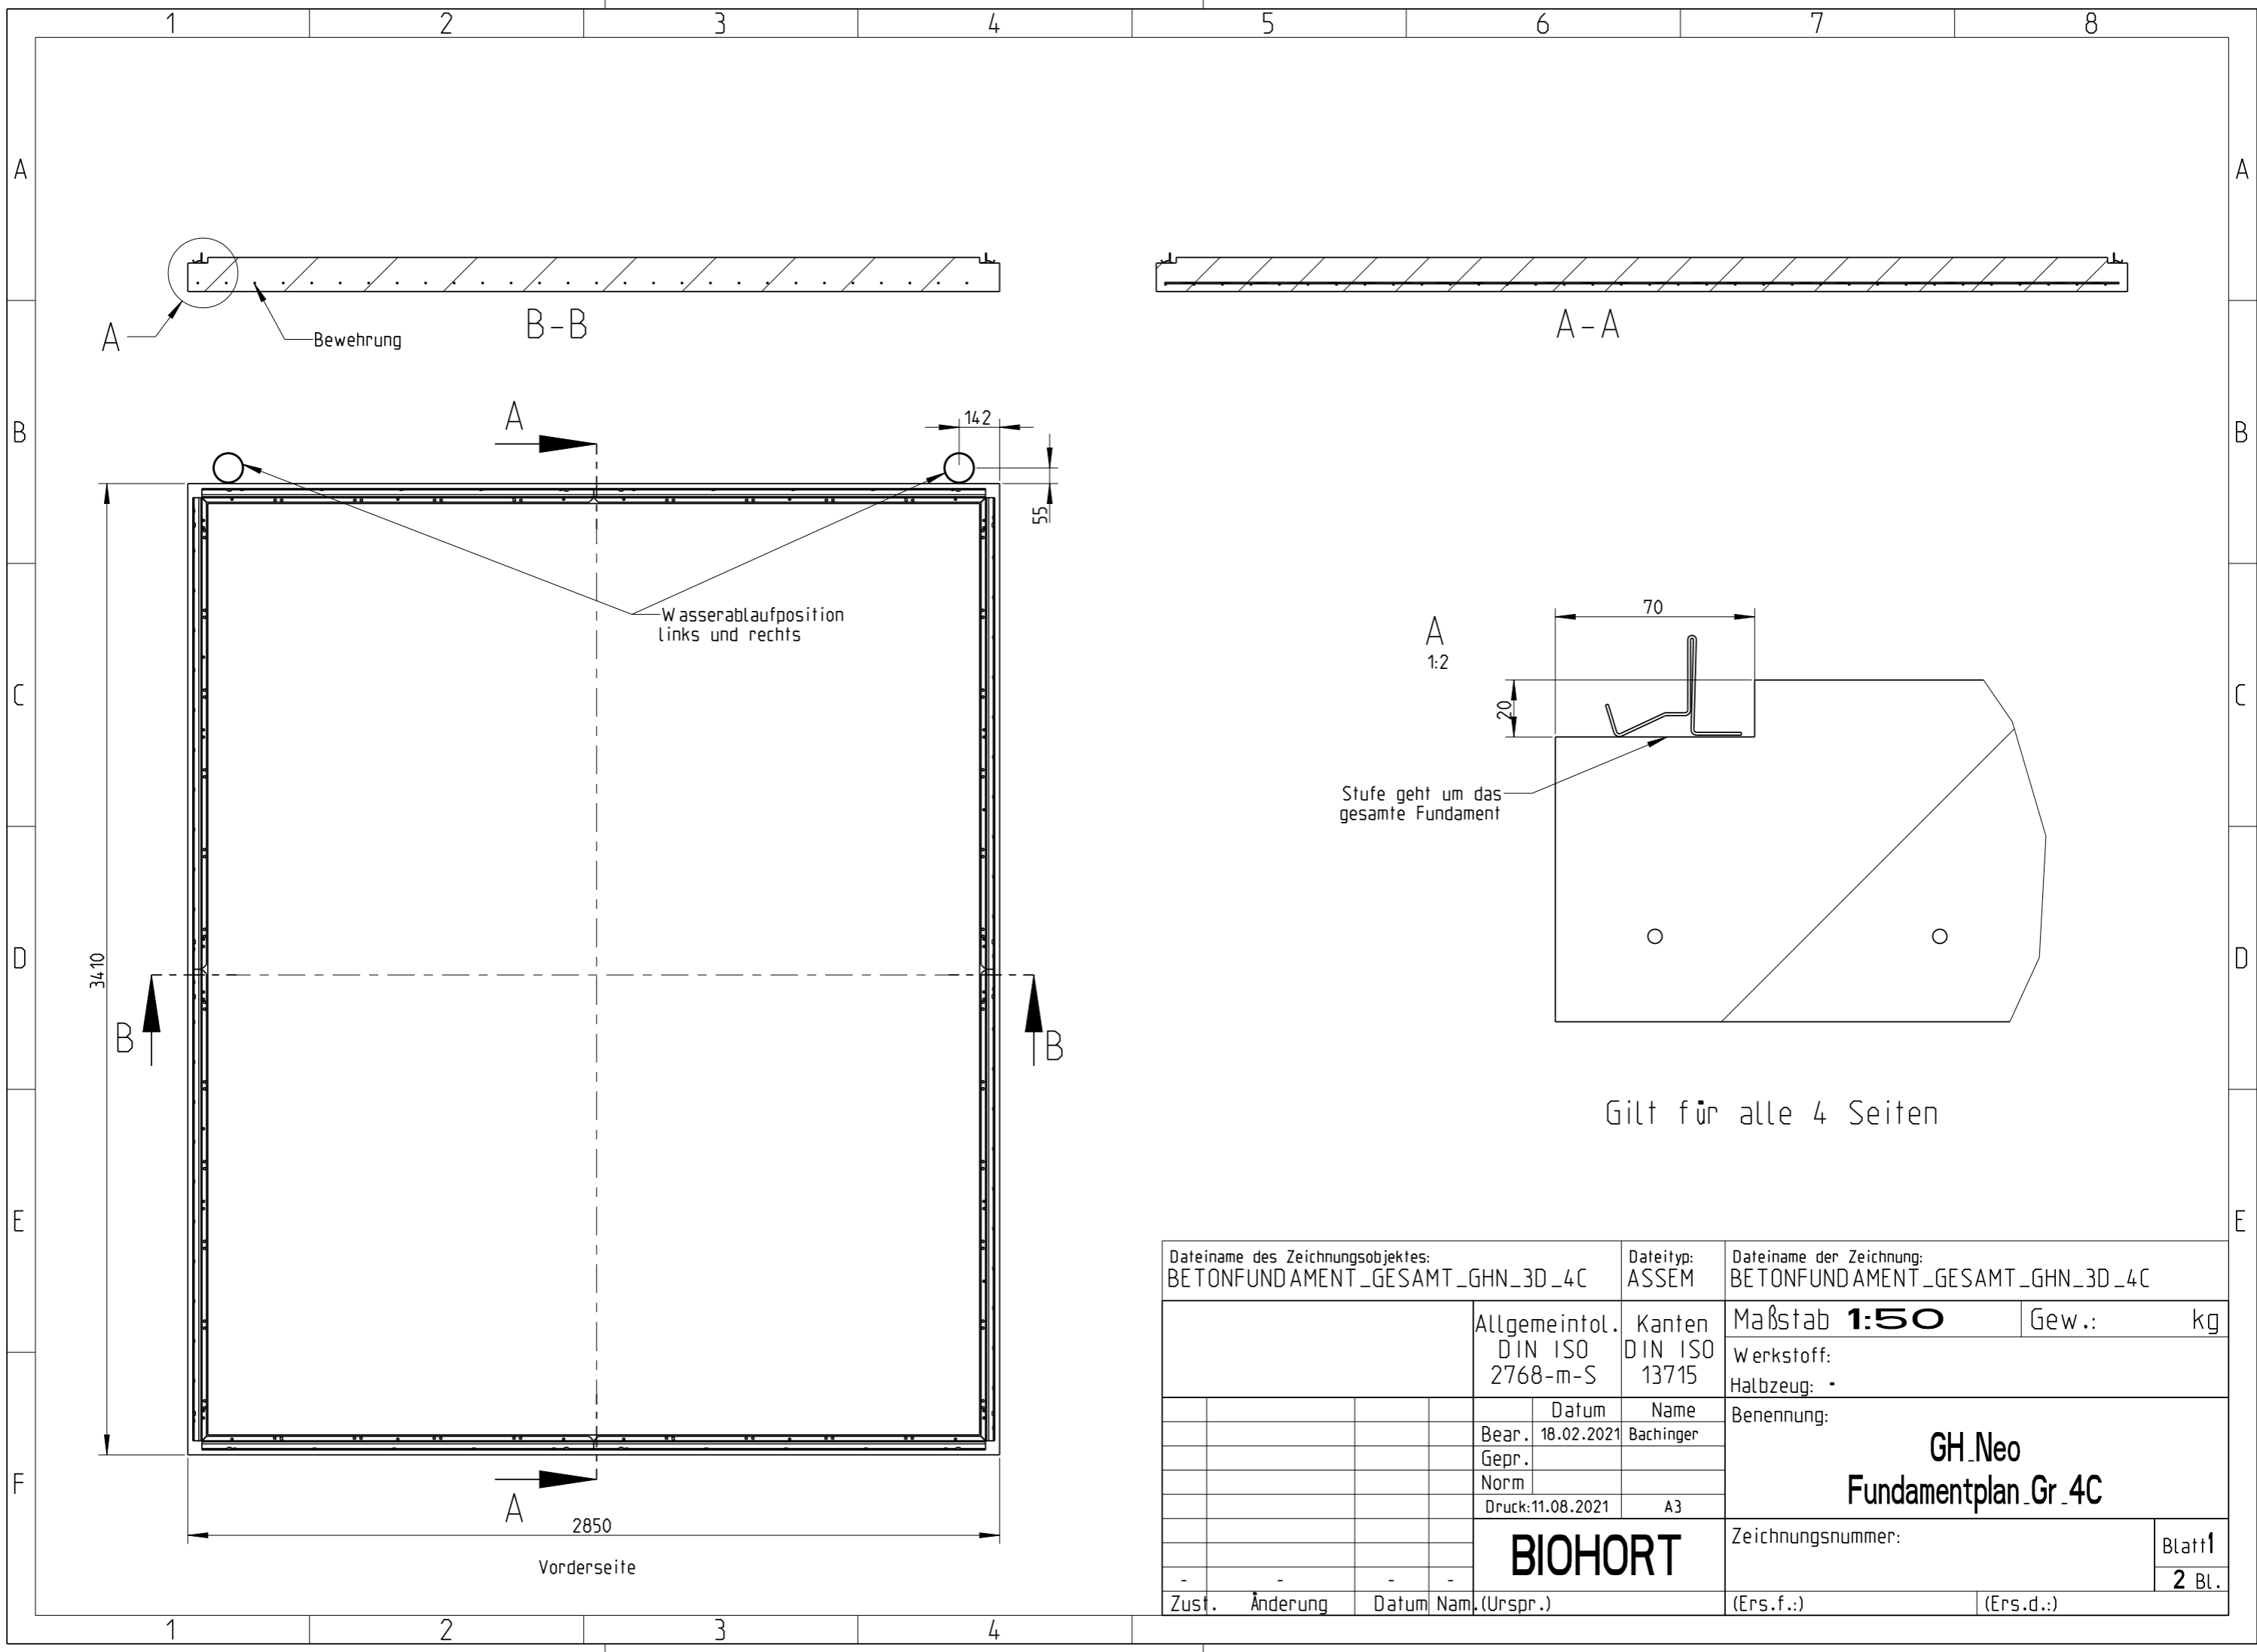 1 2 3 4 5 6 7 8
A A
A
Bewehrung
B-B
A-A
B B
A
142
55
Wasserablaufposition
links und rechts
70
A
1:2
20
C C
Stufe geht um das
gesamte Fundament
3410
D D
B B
Gilt für alle 4 Seiten
E E
F
A
2850
Vorderseite
Dateiname des Zeichnungsobjektes:
BETONFUNDAMENT_GESAMT_GHN_3D_4C
Dateityp:
ASSEM
Dateiname der Zeichnung:
BETONFUNDAMENT_GESAMT_GHN_3D_4C
Allgemeintol.
DIN ISO
2768-m-S
Kanten
DIN ISO
13715
Maßstab 1:50
Gew.: kg
Werkstoff:
Halbzeug: -
Datum Name
Bear. 18.02.2021 Bachinger
Gepr.
Norm
Druck:11.08.2021 A3
Benennung:
GH_Neo
Fundamentplan_Gr_4C
BIOHORT
Zeichnungsnummer:
Blatt1
2 Bl.
- - - -
Zust. Änderung Datum Nam. (Urspr.) (Ers.f.:) (Ers.d.:)
1 2 3 4